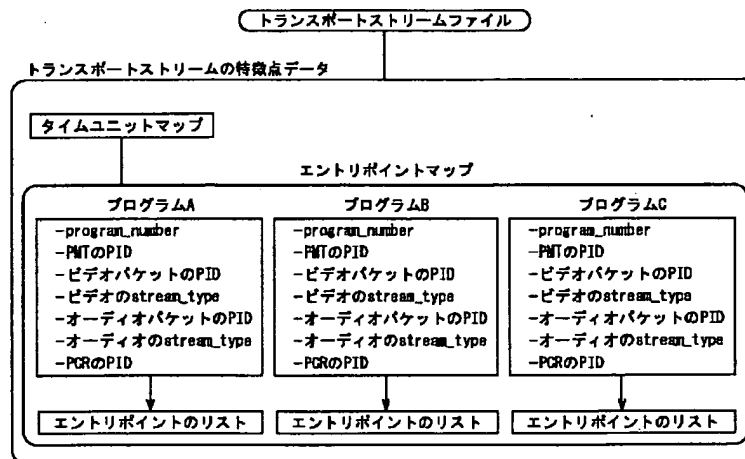 トランスポートストリームファイル
トランスポートストリームの特徴点データ
タイムユニットマップ
エントリポイントマップ
プログラムA
-program_number
-PMTのPID
-ビデオパケットのPID
-ビデオのstream_type
-オーディオパケットのPID
-オーディオのstream_type
-PCRのPID
エントリポイントのリスト
プログラムB
-program_number
-PMTのPID
-ビデオパケットのPID
-ビデオのstream_type
-オーディオパケットのPID
-オーディオのstream_type
-PCRのPID
エントリポイントのリスト
プログラムC
-program_number
-PMTのPID
-ビデオパケットのPID
-ビデオのstream_type
-オーディオパケットのPID
-オーディオのstream_type
-PCRのPID
エントリポイントのリスト